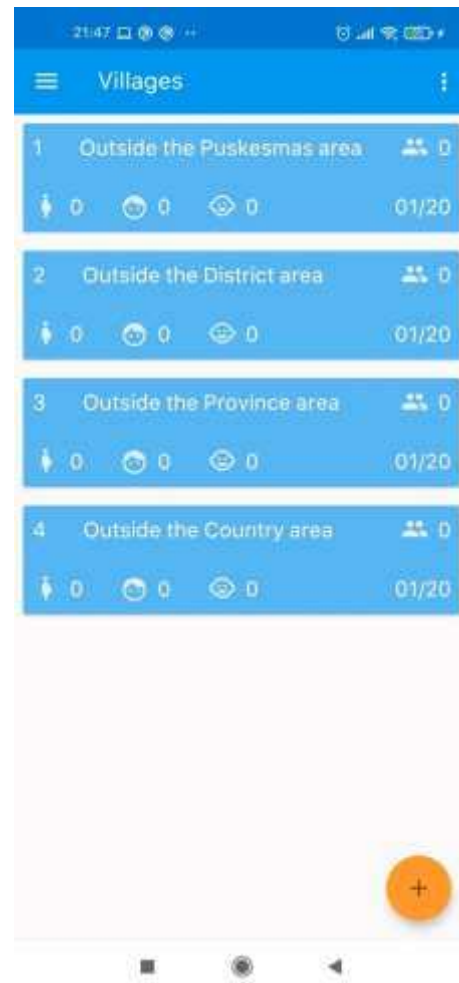 21:47
Villages
1 Outside the Puskesmas area 0
0 0 0 01/20
2 Outside the District area 0
0 0 0 01/20
3 Outside the Province area 0
0 0 0 01/20
4 Outside the Country area 0
0 0 0 01/20
+